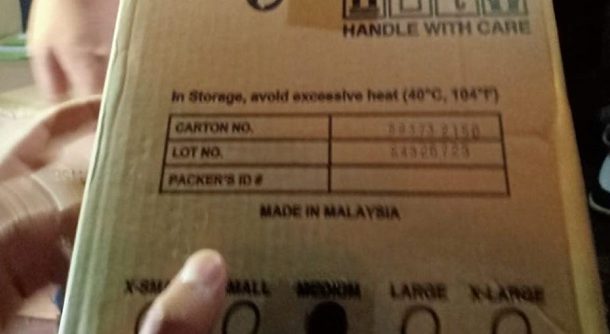 HANDLE WITH CARE
In Storage, avoid excessive heat (40°C, 104°F)
CARTON NO.
LOT NO.
PACKER'S ID #
MADE IN MALAYSIA
MEDIUM LARGE X-LARGE